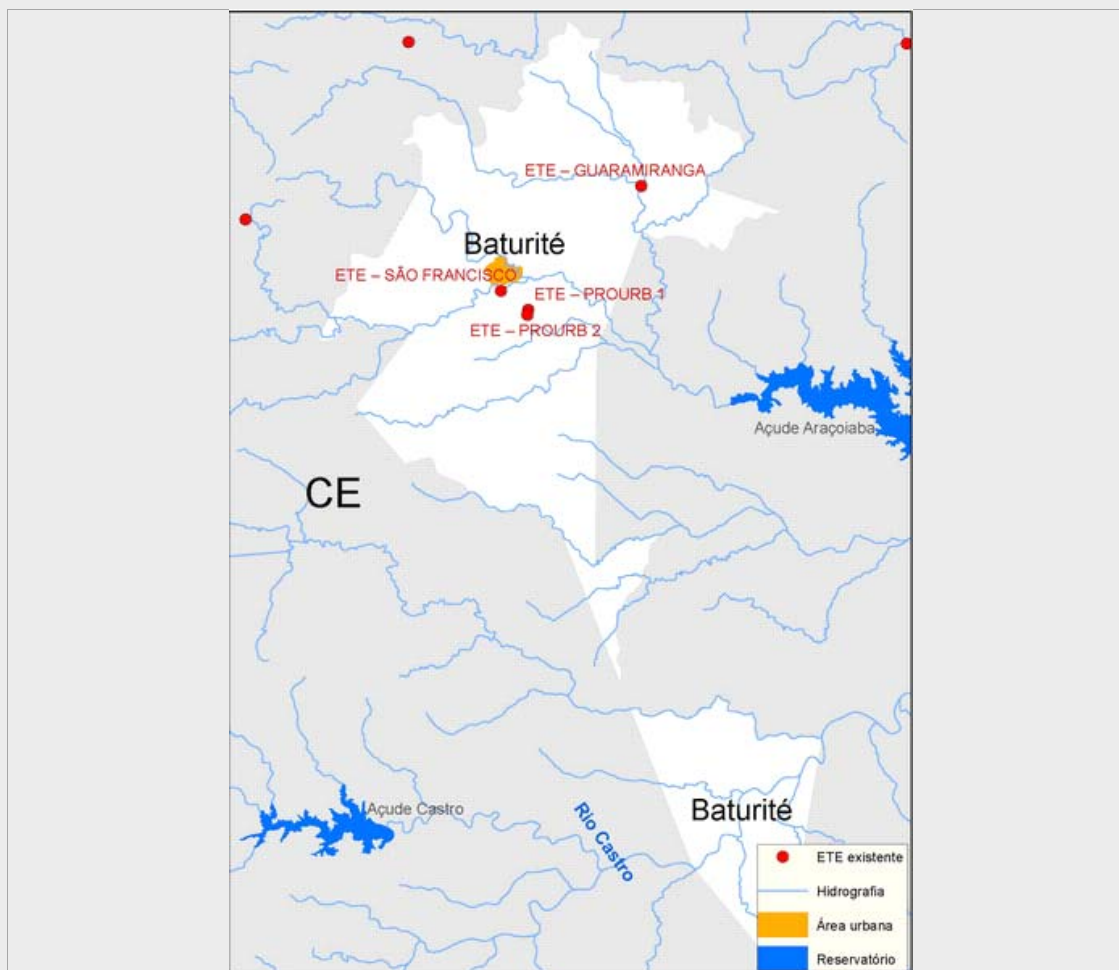 ETE – GUARAMIRANGA
Baturité
ETE – SÃO FRANCISCO
ETE – PROURB 1
ETE – PROURB 2
Açude Araçoiaba
CE
Açude Castro
Rio Castro
Baturité
ETE existente
Hidrografia
Área urbana
Reservatório